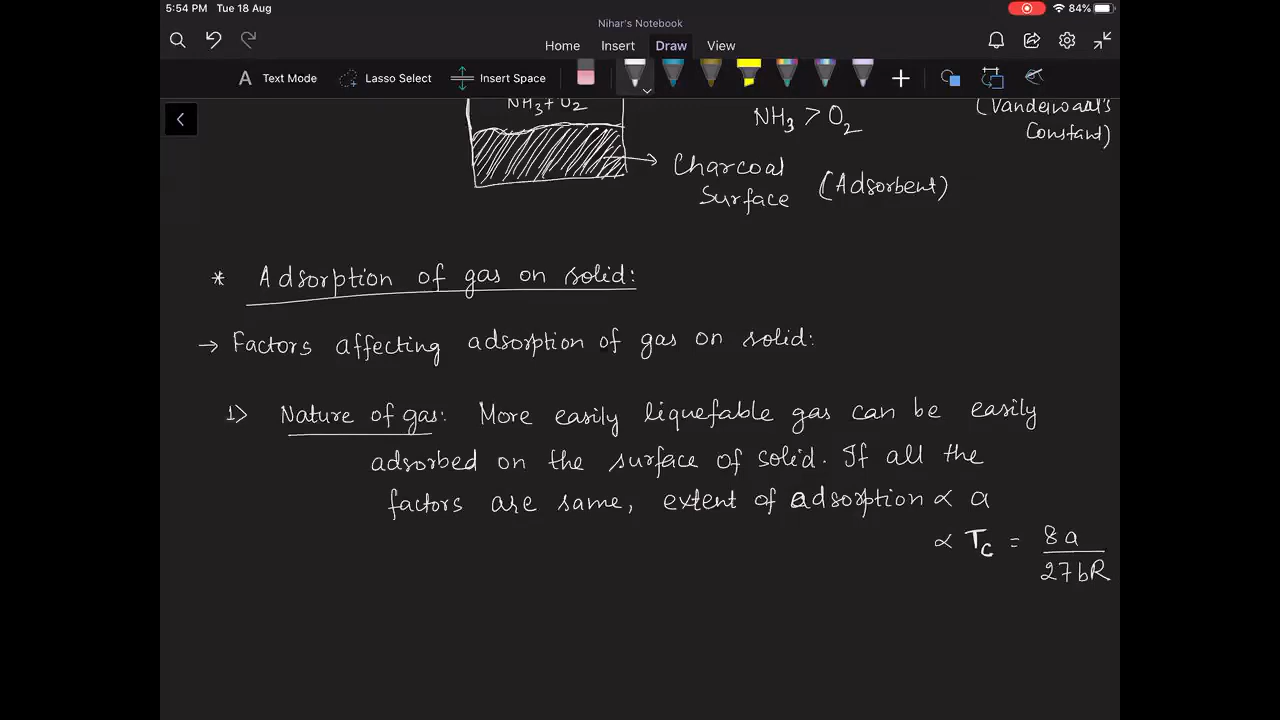 5:54 PM Tue 18 Aug
84%
Nihar's Notebook
Home Insert Draw View
Text Mode Lasso Select Insert Space
NH3+O2
NH3 > O2
(Vanderwaal's
Constant)
Charcoal
Surface (Adsorbent)
* Adsorption of gas on solid:
→ Factors affecting adsorption of gas on solid:
1> Nature of gas: More easily liquefable gas can be easily
adsorbed on the surface of solid. If all the
factors are same, extent of adsorption ∝ a
∝ Tc = 8a
27bR